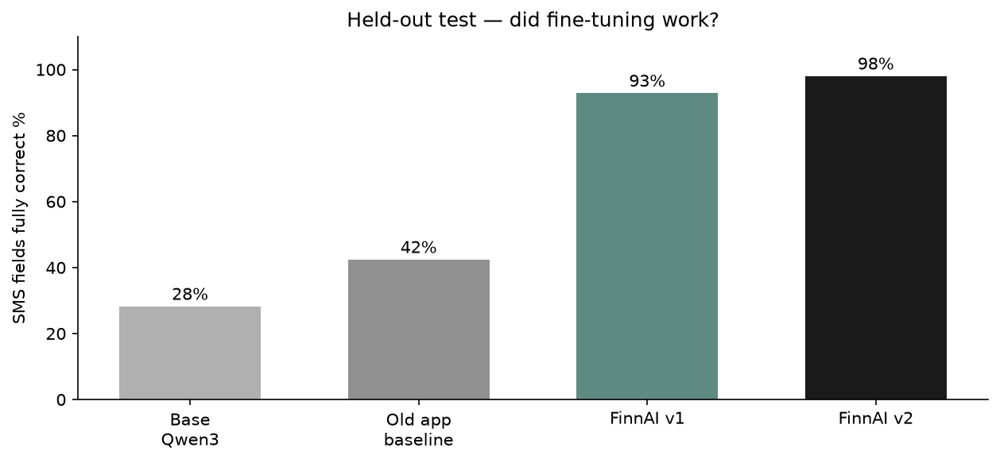 Held-out test — did fine-tuning work?
SMS fields fully correct %
100
80
60
40
20
0
28%
42%
93%
98%
Base
Qwen3
Old app
baseline
FinnAI v1
FinnAI v2